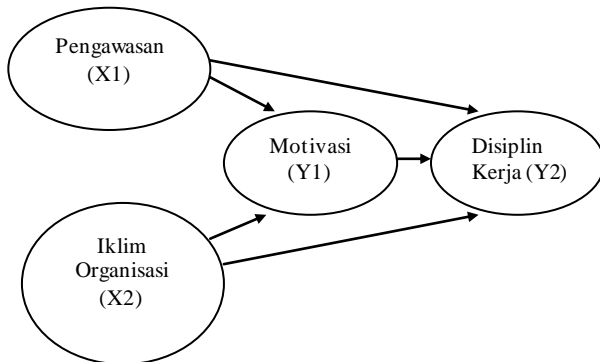 Pengawasan
(X1)
Motivasi
(Y1)
Disiplin
Kerja (Y2)
Iklim
Organisasi
(X2)